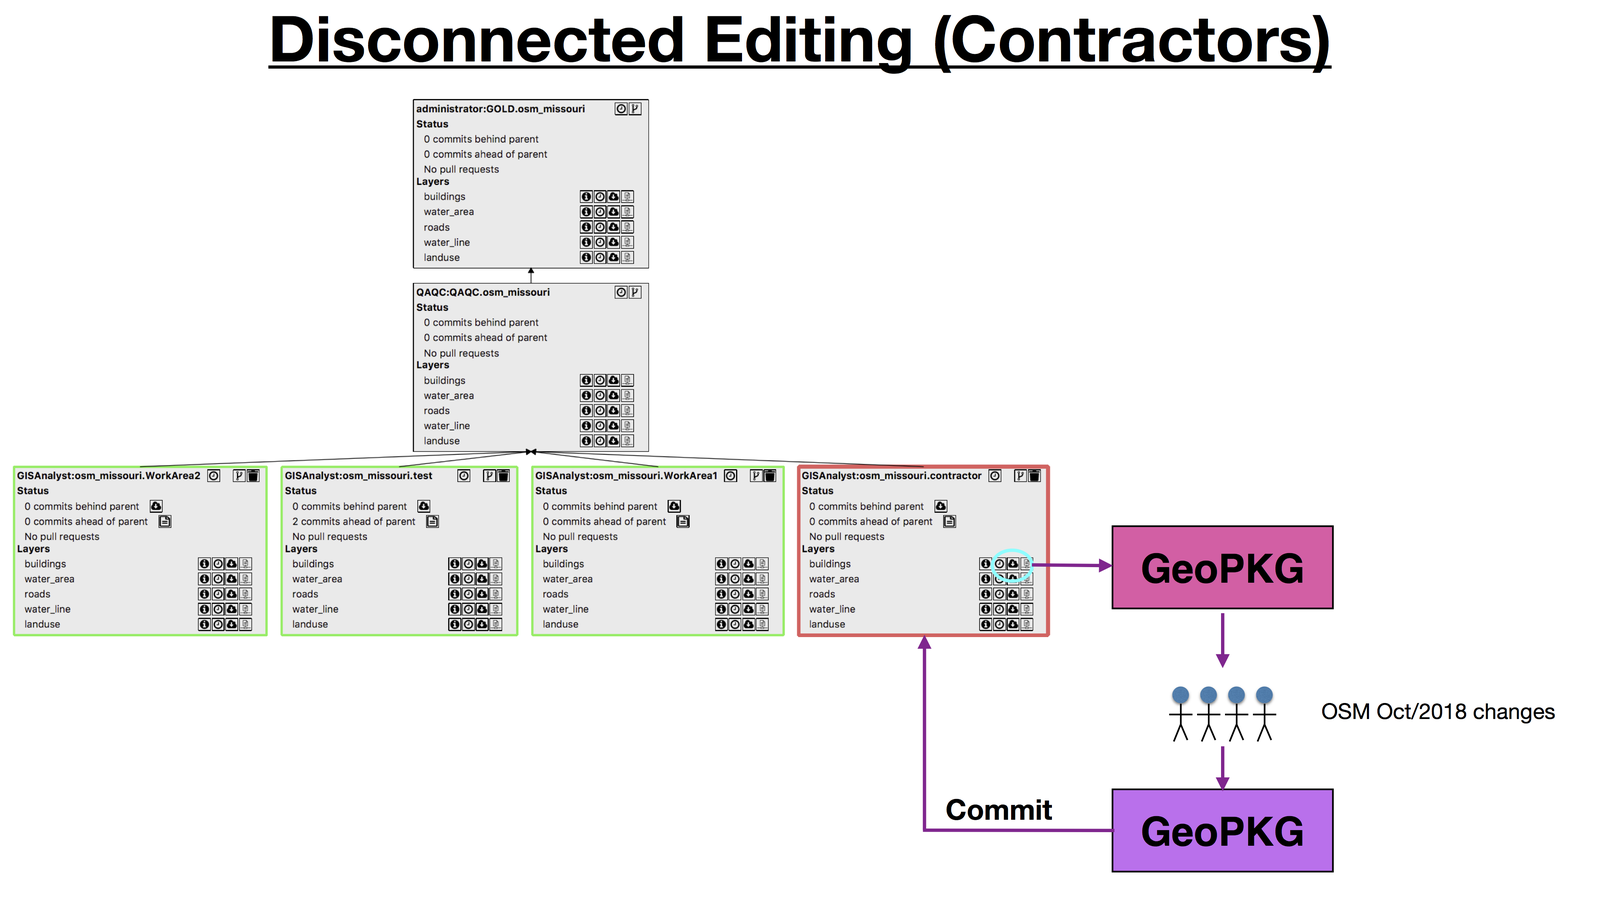 Disconnected Editing (Contractors)
administrator:GOLD.osm_missouri
Status
0 commits behind parent
0 commits ahead of parent
No pull requests
Layers
buildings
water_area
roads
water_line
landuse
QAQC:QAQC.osm_missouri
Status
0 commits behind parent
0 commits ahead of parent
No pull requests
Layers
buildings
water_area
roads
water_line
landuse
GISAnalyst:osm_missouri.WorkArea2
Status
0 commits behind parent
0 commits ahead of parent
No pull requests
Layers
buildings
water_area
roads
water_line
landuse
GISAnalyst:osm_missouri.test
Status
0 commits behind parent
2 commits ahead of parent
No pull requests
Layers
buildings
water_area
roads
water_line
landuse
GISAnalyst:osm_missouri.WorkArea1
Status
0 commits behind parent
0 commits ahead of parent
No pull requests
Layers
buildings
water_area
roads
water_line
landuse
GISAnalyst:osm_missouri.contractor
Status
0 commits behind parent
0 commits ahead of parent
No pull requests
Layers
buildings
water_area
roads
water_line
landuse
GeoPKG
OSM Oct/2018 changes
Commit
GeoPKG